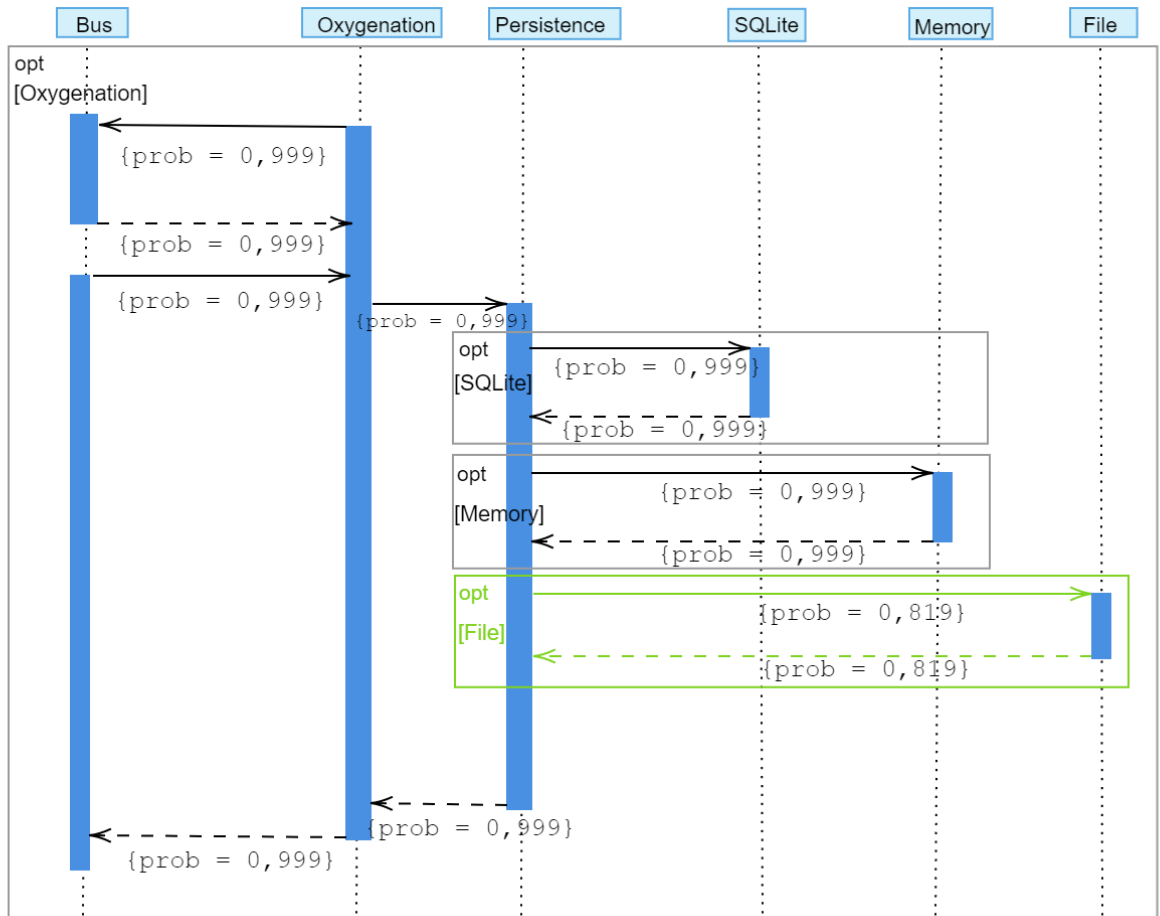 Bus
Oxygenation
Persistence
SQLite
Memory
File
opt
[Oxygenation]
{prob = 0,999}
{prob = 0,999}
{prob = 0,999}
{prob = 0,999}
opt
[SQLite]
{prob = 0,999}
{prob = 0,999}
opt
[Memory]
{prob = 0,999}
{prob = 0,999}
opt
[File]
{prob = 0,819}
{prob = 0,819}
{prob = 0,999}
{prob = 0,999}